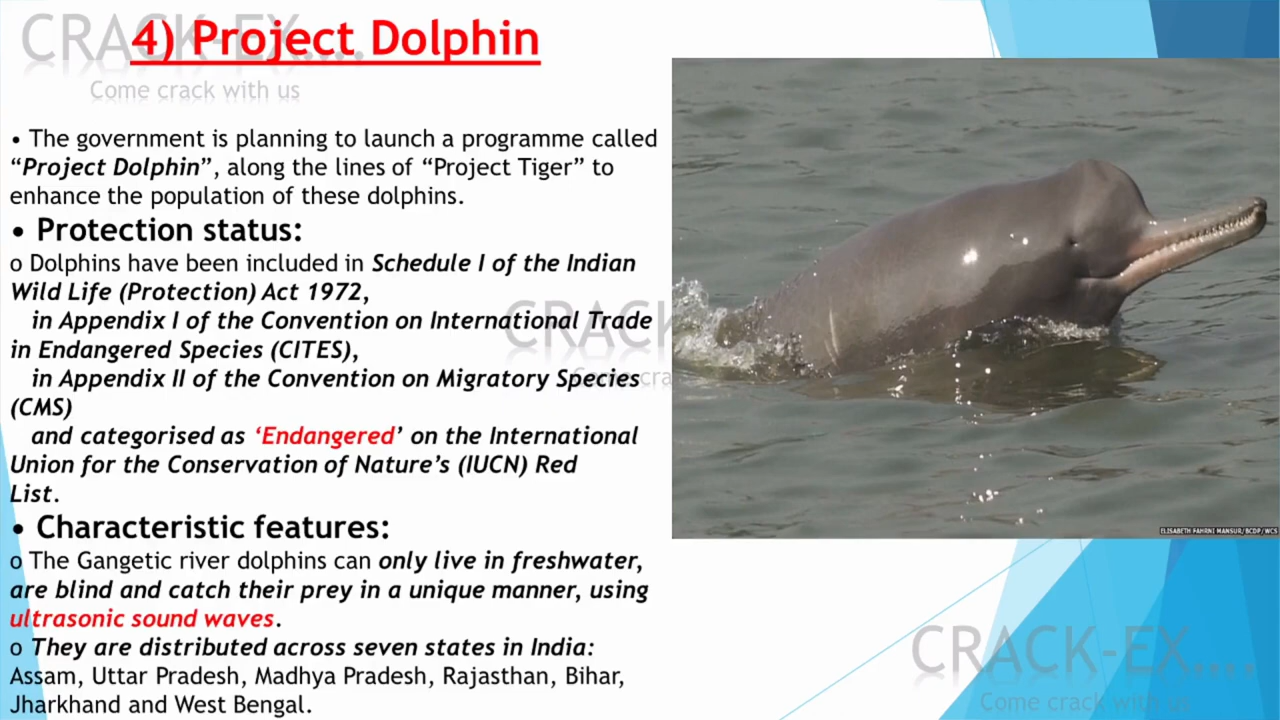 CRACK-EX....
4) Project Dolphin
Come crack with us
• The government is planning to launch a programme called
“Project Dolphin”, along the lines of “Project Tiger” to
enhance the population of these dolphins.
• Protection status:
o Dolphins have been included in Schedule I of the Indian
Wild Life (Protection) Act 1972,
in Appendix I of the Convention on International Trade
in Endangered Species (CITES),
in Appendix II of the Convention on Migratory Species
(CMS)
and categorised as ‘Endangered’ on the International
Union for the Conservation of Nature’s (IUCN) Red
List.
• Characteristic features:
o The Gangetic river dolphins can only live in freshwater,
are blind and catch their prey in a unique manner, using
ultrasonic sound waves.
o They are distributed across seven states in India:
Assam, Uttar Pradesh, Madhya Pradesh, Rajasthan, Bihar,
Jharkhand and West Bengal.
CRACK
ELISABETH FAHRNI MANSUR/BCDP/WCS
CRACK-EX....
Come crack with us